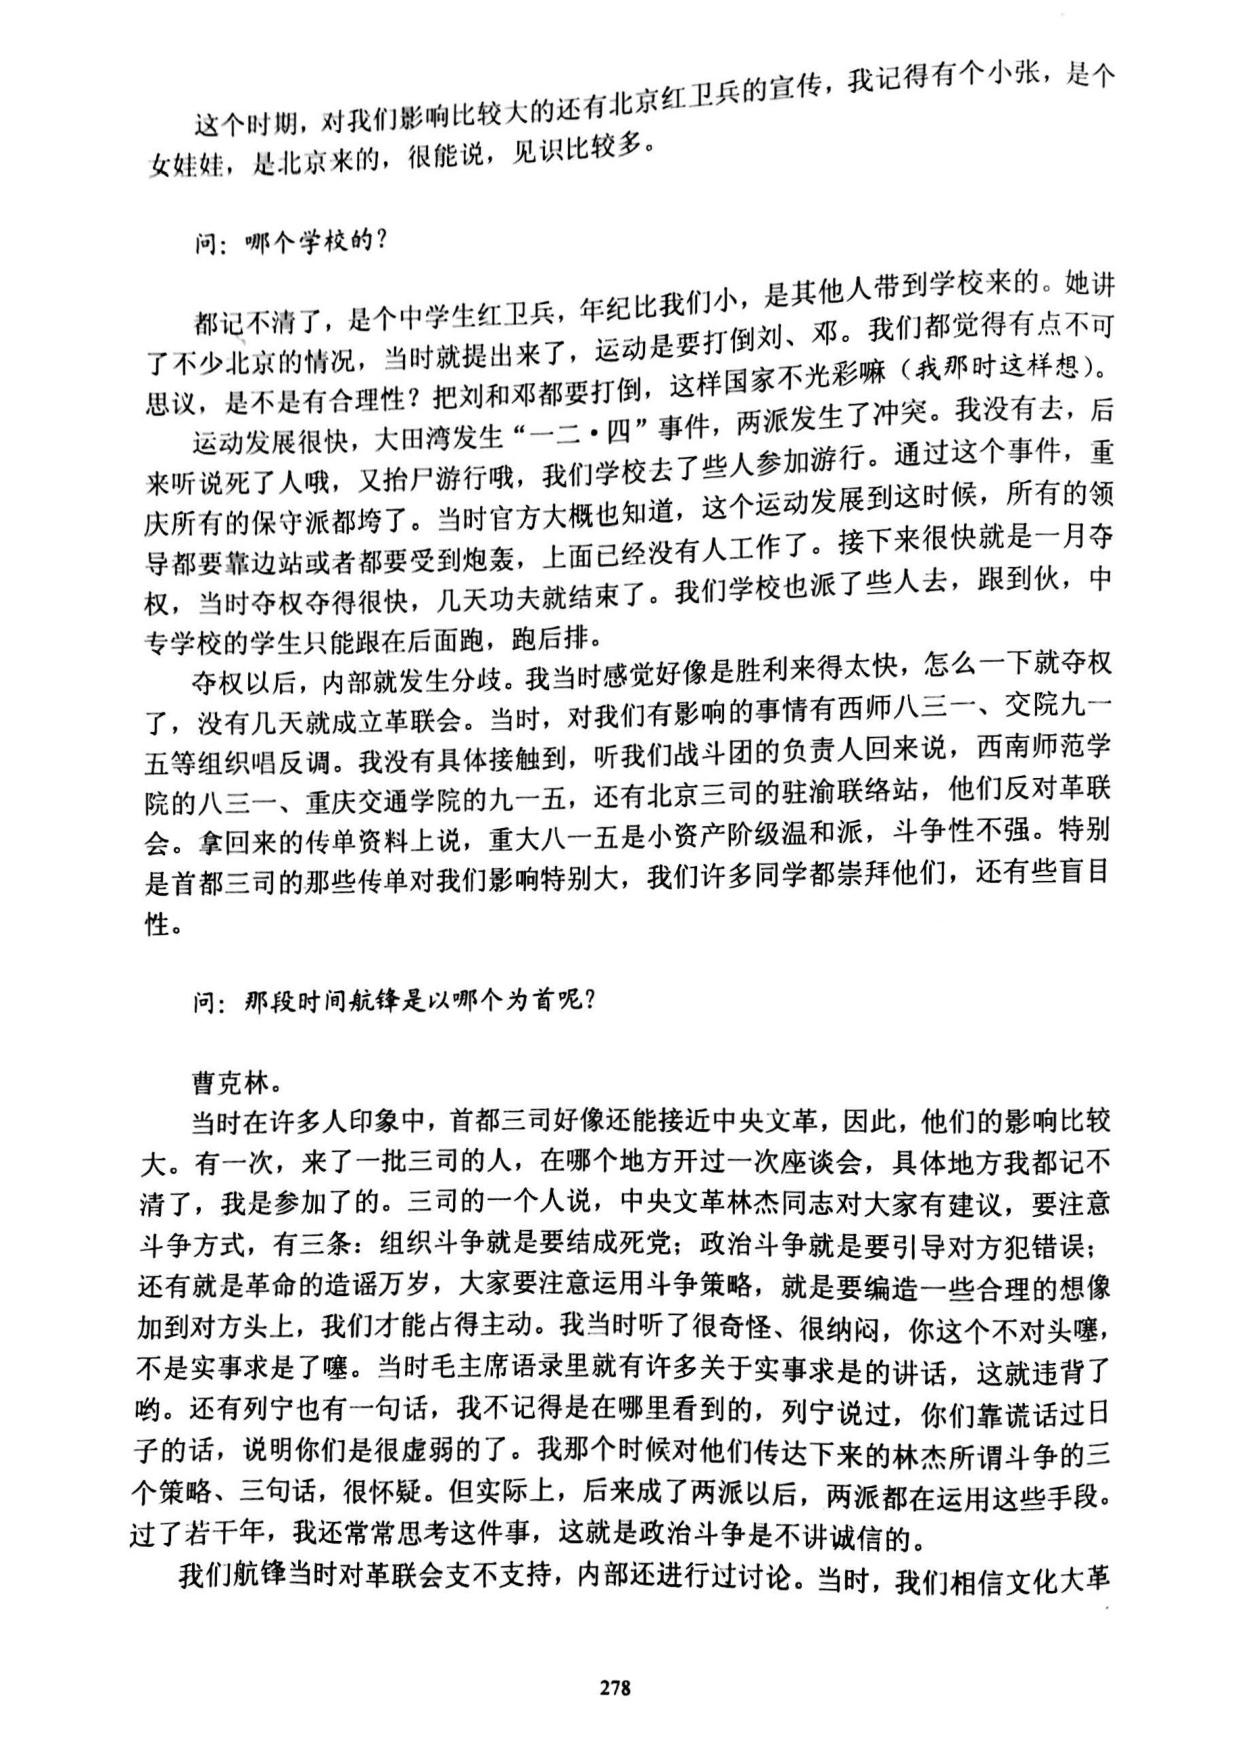 这个时期，对我们影响比较大的还有北京红卫兵的宣传，我记得有个小张，是个
女娃娃，是北京来的，很能说，见识比较多。
问：哪个学校的？
都记不清了，是个中学生红卫兵，年纪比我们小，是其他人带到学校来的。她讲
了不少北京的情况，当时就提出来了，运动是要打倒刘、邓。我们都觉得有点不可
思议，是不是有合理性？把刘和邓都要打倒，这样国家不光彩嘛（我那时这样想）。
运动发展很快，大田湾发生“一二·四”事件，两派发生了冲突。我没有去，后
来听说死了人哦，又抬尸游行哦，我们学校去了些人参加游行。通过这个事件，重
庆所有的保守派都垮了。当时官方大概也知道，这个运动发展到这时候，所有的领
导都要靠边站或者都要受到炮轰，上面已经没有人工作了。接下来很快就是一月夺
权，当时夺权夺得很快，几天功夫就结束了。我们学校也派了些人去，跟到伙，中
专学校的学生只能跟在后面跑，跑后排。
夺权以后，内部就发生分歧。我当时感觉好像是胜利来得太快，怎么一下就夺权
了，没有几天就成立革联会。当时，对我们有影响的事情有西师八三一、交院九一
五等组织唱反调。我没有具体接触到，听我们战斗团的负责人回来说，西南师范学
院的八三一、重庆交通学院的九一五，还有北京三司的驻渝联络站，他们反对革联
会。拿回来的传单资料上说，重大八一五是小资产阶级温和派，斗争性不强。特别
是首都三司的那些传单对我们影响特别大，我们许多同学都崇拜他们，还有些盲目
性。
问：那段时间航锋是以哪个为首呢？
曹克林。
当时在许多人印象中，首都三司好像还能接近中央文革，因此，他们的影响比较
大。有一次，来了一批三司的人，在哪个地方开过一次座谈会，具体地方我都记不
清了，我是参加了的。三司的一个人说，中央文革林杰同志对大家有建议，要注意
斗争方式，有三条：组织斗争就是要结成死党；政治斗争就是要引导对方犯错误；
还有就是革命的造谣万岁，大家要注意运用斗争策略，就是要编造一些合理的想像
加到对方头上，我们才能占得主动。我当时听了很奇怪、很纳闷，你这个不对头噻，
不是实事求是了噻。当时毛主席语录里就有许多关于实事求是的讲话，这就违背了
哟。还有列宁也有一句话，我不记得是在哪里看到的，列宁说过，你们靠谎话过日
子的话，说明你们是很虚弱的了。我那个时候对他们传达下来的林杰所谓斗争的三
个策略、三句话，很怀疑。但实际上，后来成了两派以后，两派都在运用这些手段。
过了若干年，我还常常思考这件事，这就是政治斗争是不讲诚信的。
我们航锋当时对革联会支不支持，内部还进行过讨论。当时，我们相信文化大革
278